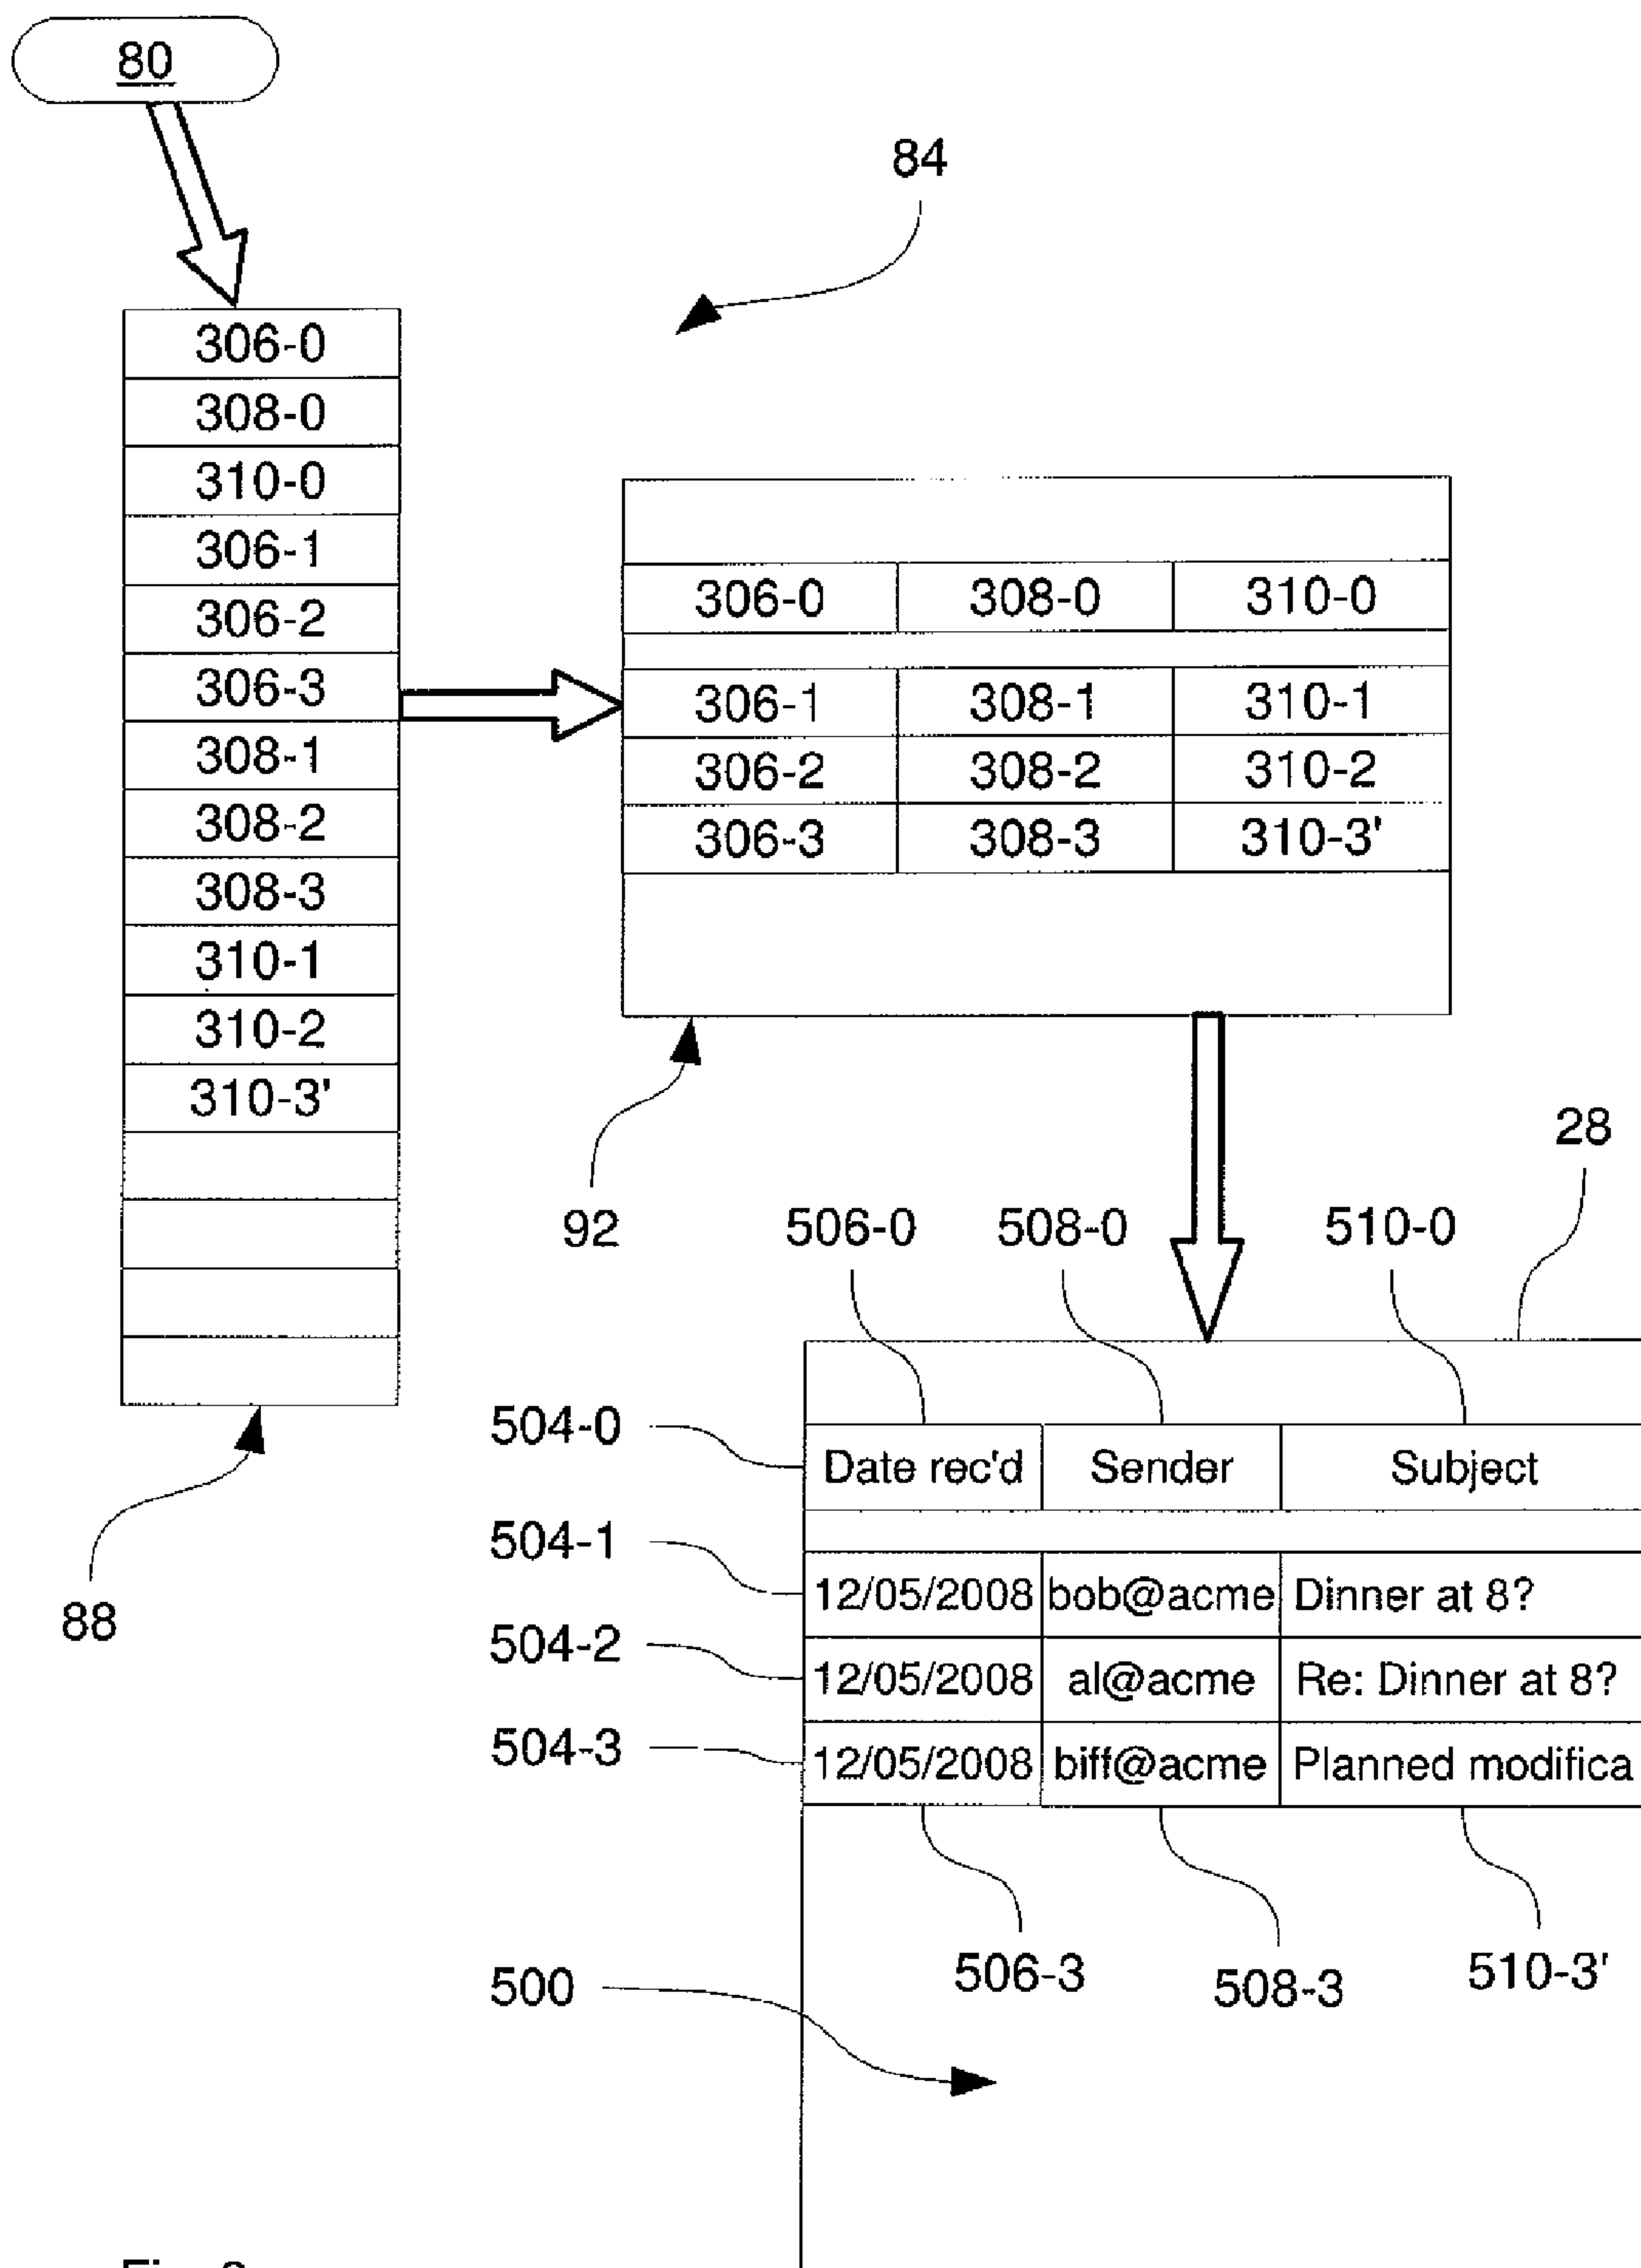 80
84
306-0
308-0
310-0
306-1
306-2
306-3
308-1
308-2
308-3
310-1
310-2
310-3'
88
306-0 308-0 310-0
306-1 308-1 310-1
306-2 308-2 310-2
306-3 308-3 310-3'
92
28
506-0 508-0 510-0
504-0
Date rec'd Sender Subject
504-1
12/05/2008 bob@acme Dinner at 8?
504-2
12/05/2008 al@acme Re: Dinner at 8?
504-3
12/05/2008 biff@acme Planned modifica
506-3 508-3 510-3'
500